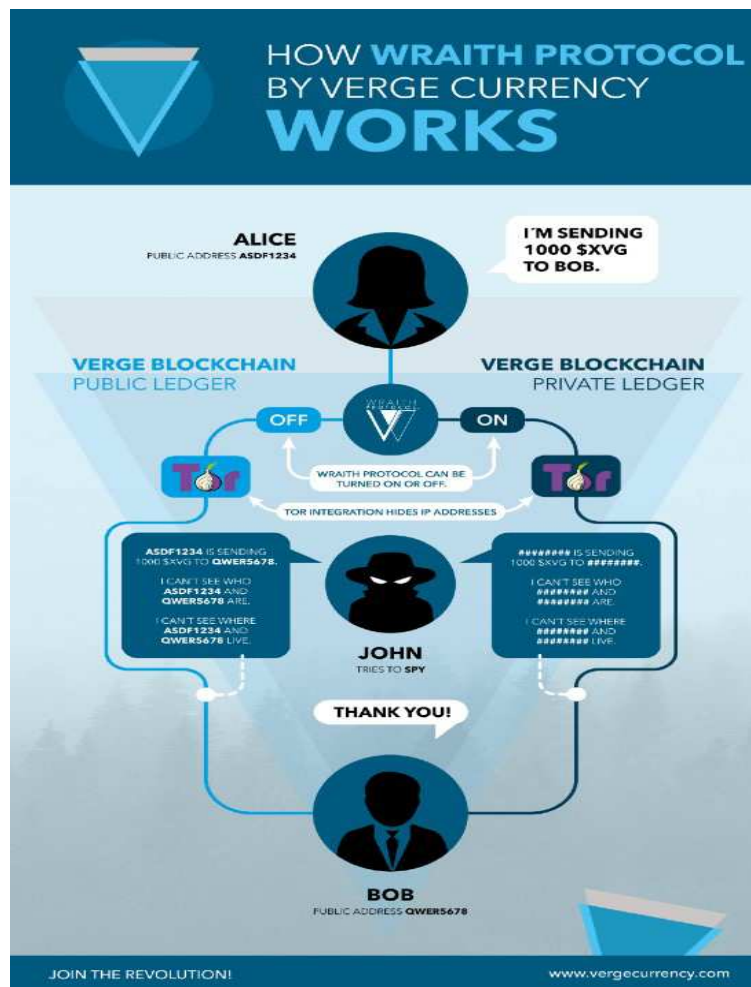 HOW WRAITH PROTOCOL
BY VERGE CURRENCY
WORKS
ALICE
PUBLIC ADDRESS ASDF1234
I´M SENDING
1000 $XVG
TO BOB.
VERGE BLOCKCHAIN
PUBLIC LEDGER
VERGE BLOCKCHAIN
PRIVATE LEDGER
OFF
WRAITH
PROTOCOL
ON
Tor
WRAITH PROTOCOL CAN BE
TURNED ON OR OFF.
Tor
TOR INTEGRATION HIDES IP ADDRESSES
ASDF1234 IS SENDING
1000 $XVG TO QWER5678.
I CAN'T SEE WHO
ASDF1234 AND
QWER5678 ARE.
I CAN'T SEE WHERE
ASDF1234 AND
QWER5678 LIVE.
######## IS SENDING
1000 $XVG TO ########.
I CAN'T SEE WHO
######## AND
######## ARE.
I CAN'T SEE WHERE
######## AND
######## LIVE.
JOHN
TRIES TO SPY
THANK YOU!
BOB
PUBLIC ADDRESS QWER5678
JOIN THE REVOLUTION!
www.vergecurrency.com